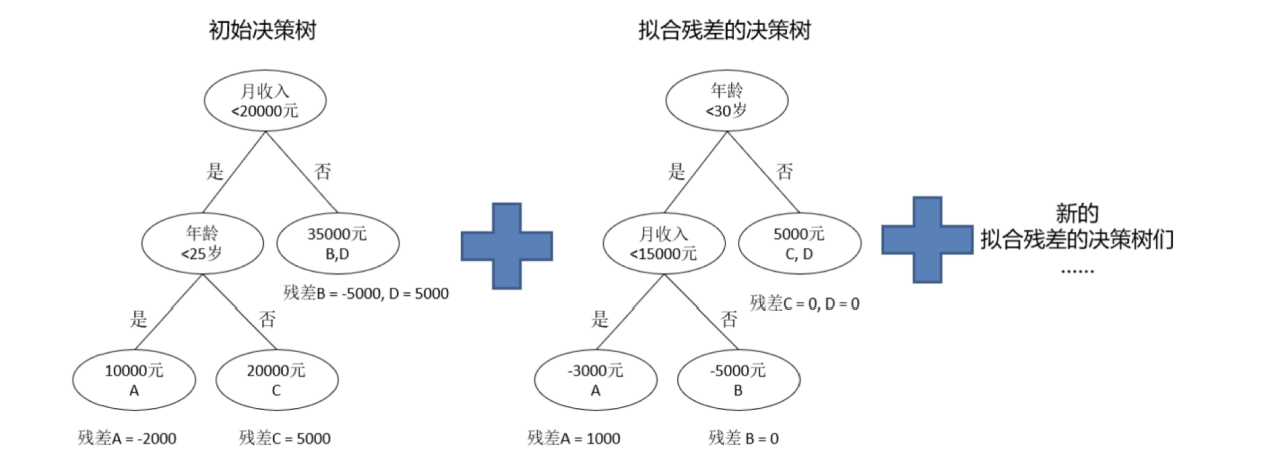 初始决策树
月收入
<20000元
是
否
年龄
<25岁
35000元
B,D
残差B = -5000, D = 5000
是
否
10000元
A
20000元
C
残差A = -2000
残差C = 5000
拟合残差的决策树
年龄
<30岁
是
否
月收入
<15000元
5000元
C, D
残差C = 0, D = 0
是
否
-3000元
A
-5000元
B
残差A = 1000
残差 B = 0
新的
拟合残差的决策树们
......